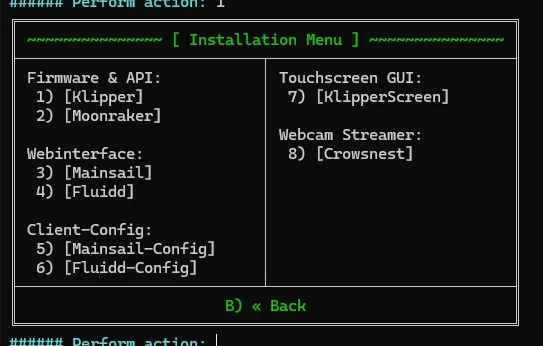 ###### Perform action: 1
~~~~~~~~~~~~~~~ [ Installation Menu ] ~~~~~~~~~~~~~~~
Firmware & API:
1) [Klipper]
2) [Moonraker]
Webinterface:
3) [Mainsail]
4) [Fluidd]
Client-Config:
5) [Mainsail-Config]
6) [Fluidd-Config]
Touchscreen GUI:
7) [KlipperScreen]
Webcam Streamer:
8) [Crowsnest]
B) « Back
###### Perform action: